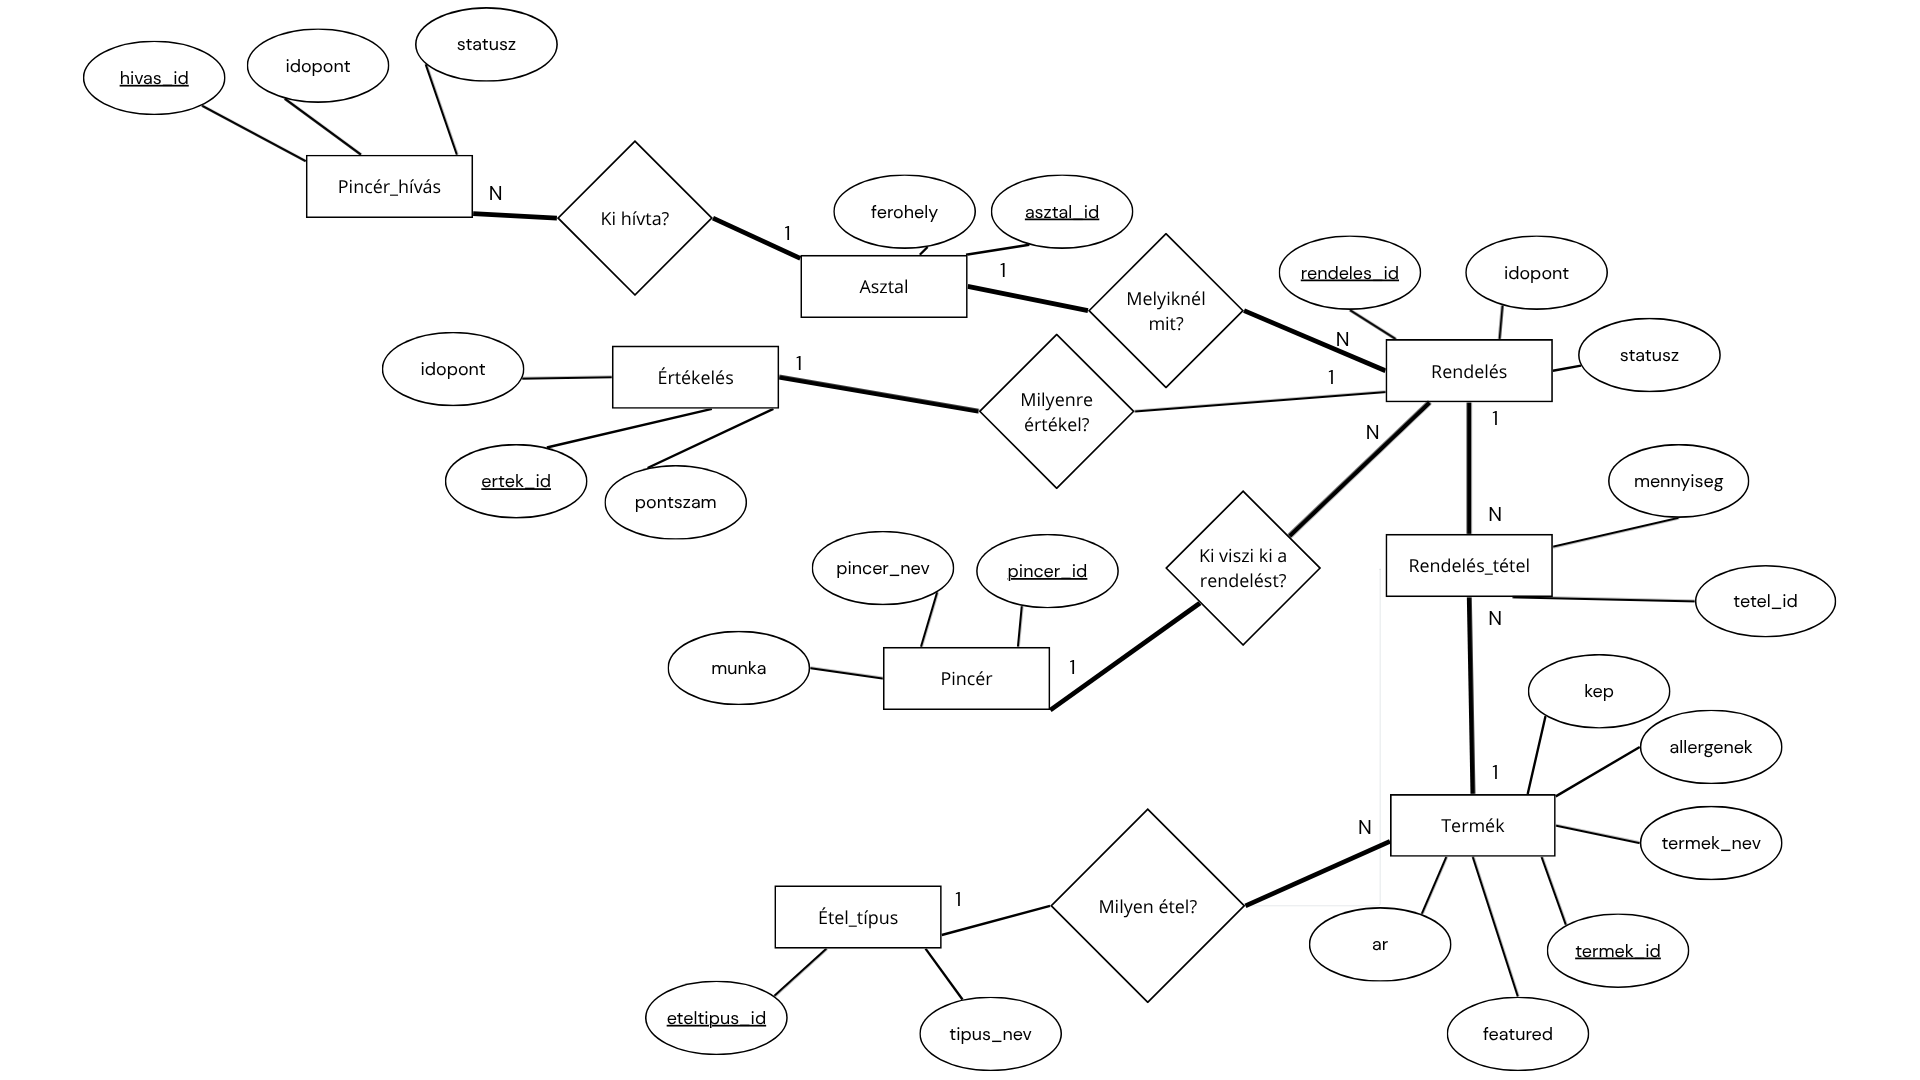 statusz
idopont
hivas_id
Pincér_hívás
N
Ki hívta?
1
ferohely
asztal_id
Asztal
1
Melyiknél
mit?
N
rendeles_id
idopont
statusz
Rendelés
idopont
Értékelés
1
Milyenre
értékel?
1
ertek_id
pontszam
N
1
mennyiseg
N
Rendelés_tétel
tetel_id
N
Ki viszi ki a
rendelést?
pincer_nev
pincer_id
munka
Pincér
1
kep
allergenek
1
Termék
termek_nev
N
ar
termek_id
featured
Milyen étel?
1
Étel_típus
eteltipus_id
tipus_nev